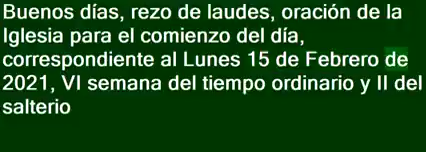 Buenos días, rezo de laudes, oración de la
Iglesia para el comienzo del día,
correspondiente al Lunes 15 de Febrero de
2021, VI semana del tiempo ordinario y II del
salterio